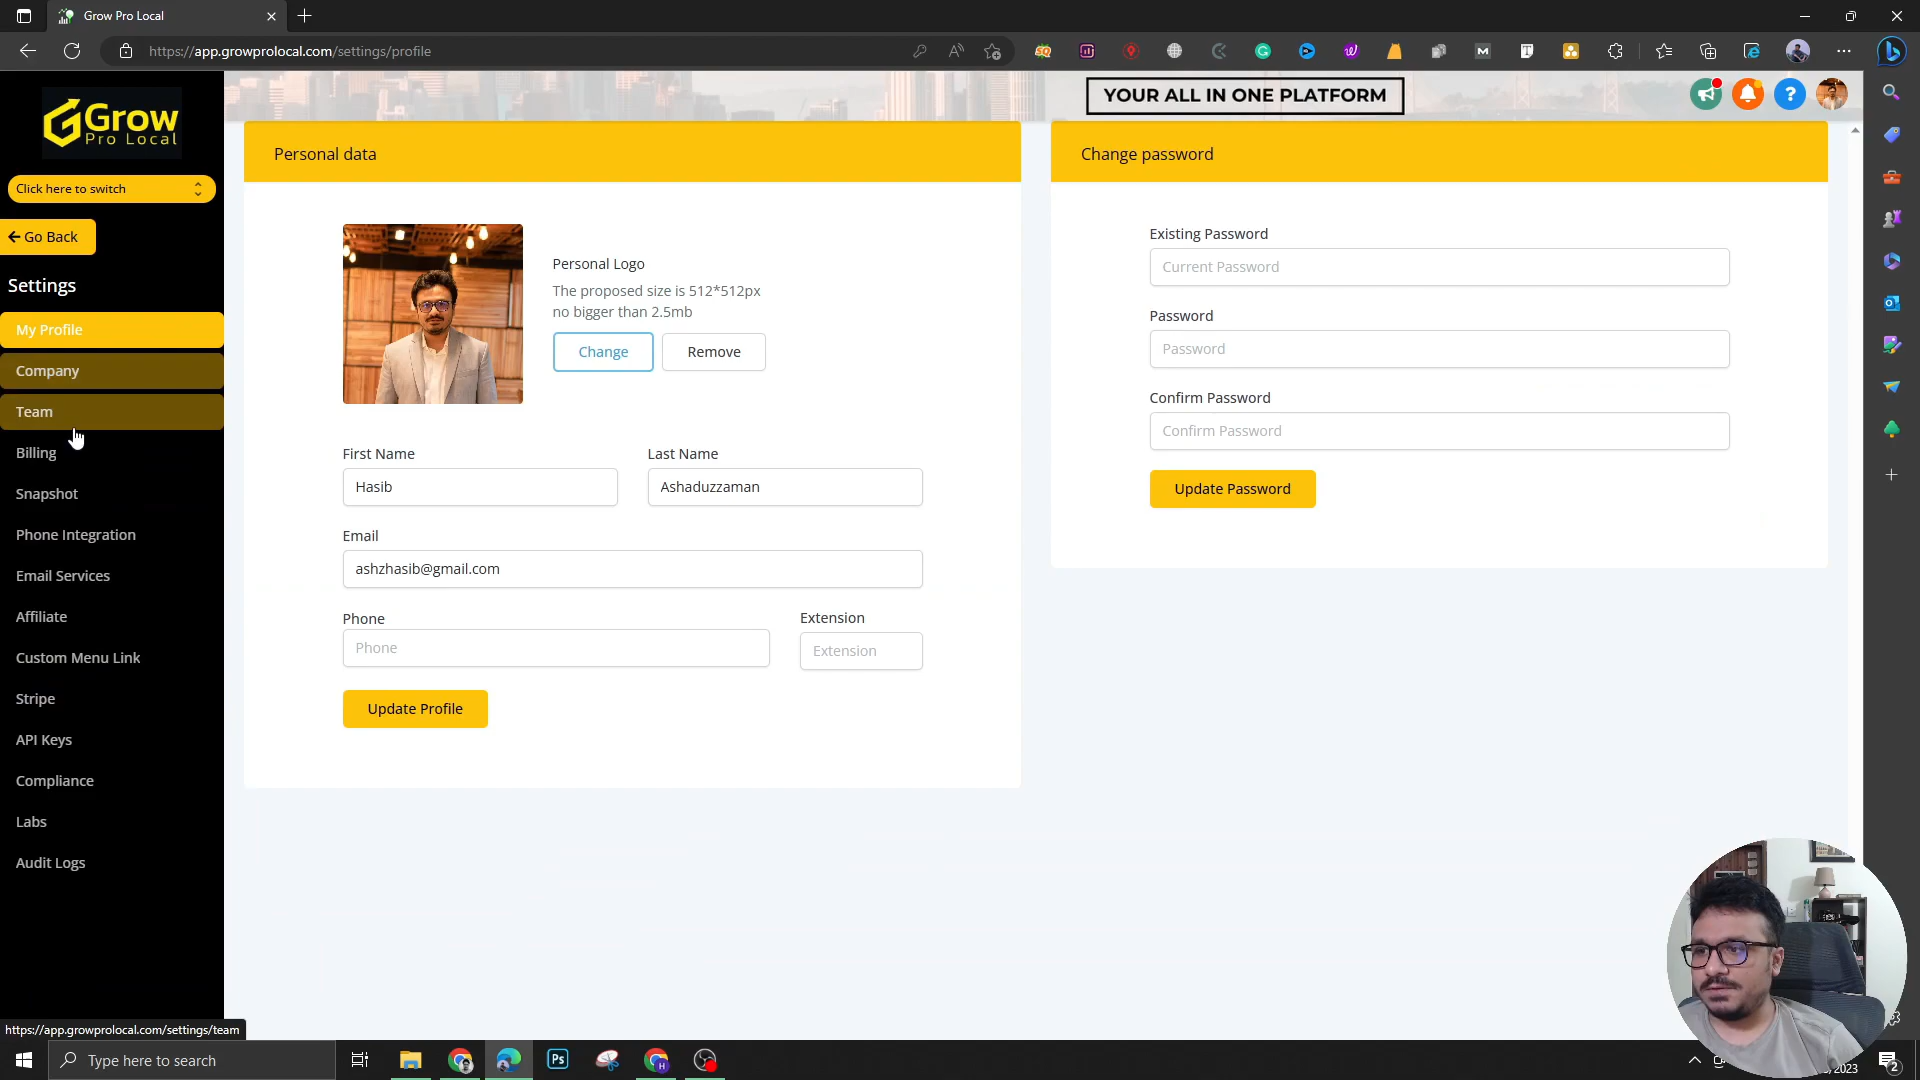 Grow Pro Local
https://app.growprolocal.com/settings/profile
Grow
Pro Local
YOUR ALL IN ONE PLATFORM
?
Click here to switch
Go Back
Settings
My Profile
Company
Team
Billing
Snapshot
Phone Integration
Email Services
Affiliate
Custom Menu Link
Stripe
API Keys
Compliance
Labs
Audit Logs
Personal data
Personal Logo
The proposed size is 512*512px
no bigger than 2.5mb
Change
Remove
First Name
Last Name
Hasib
Ashaduzzaman
Email
ashzhasib@gmail.com
Phone
Extension
Phone
Extension
Update Profile
Change password
Existing Password
Current Password
Password
Password
Confirm Password
Confirm Password
Update Password
https://app.growprolocal.com/settings/team
Type here to search
Ps
H
2023
2